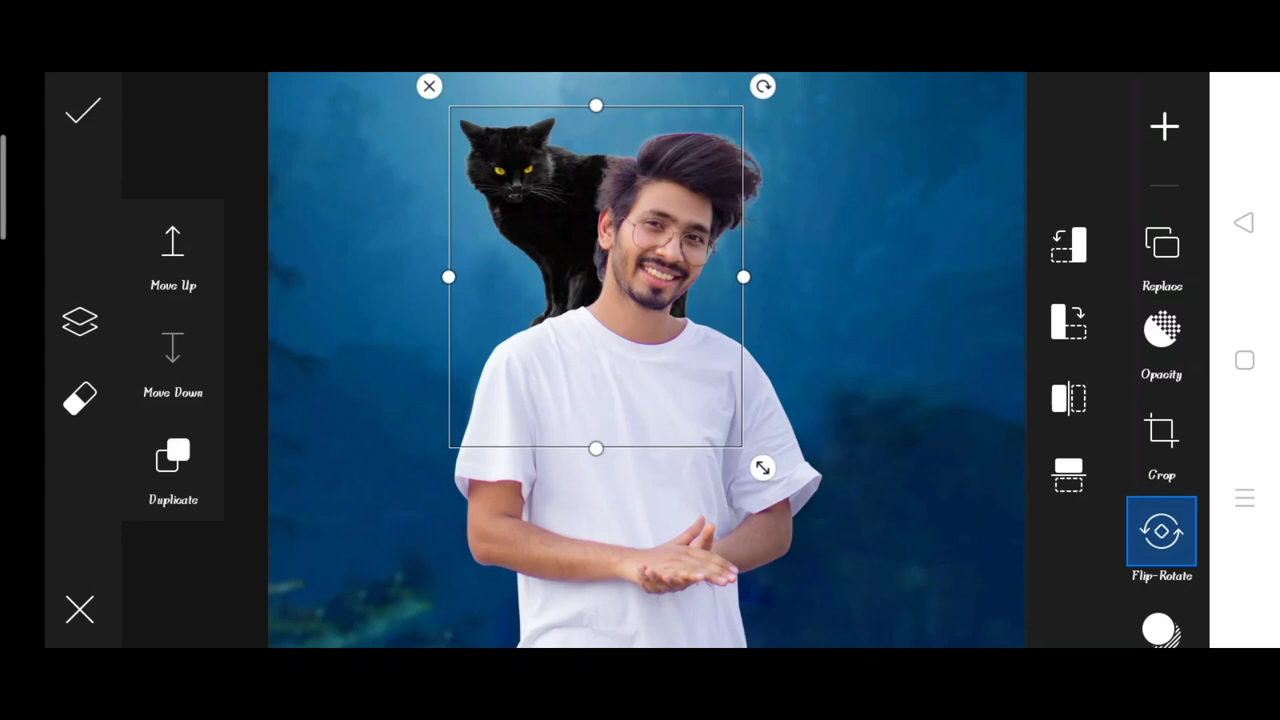 Move Up
Move Down
Duplicate
Replace
Opacity
Crop
Flip-Rotate